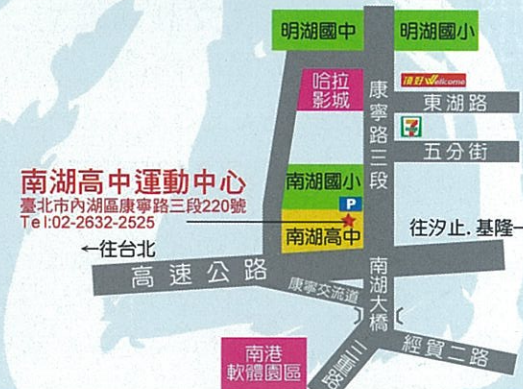 明湖國中
明湖國小
哈拉
影城
康寧路三段
頂好Wellcome
東湖路
7
ELEVEN
五分街
南湖高中運動中心
臺北市內湖區康寧路三段220號
Tel:02-2632-2525
南湖國小
P
南湖高中
←往台北
往汐止.基隆→
高速公路
康寧交流道
南湖大橋
南港
軟體園區
三重路
經貿二路